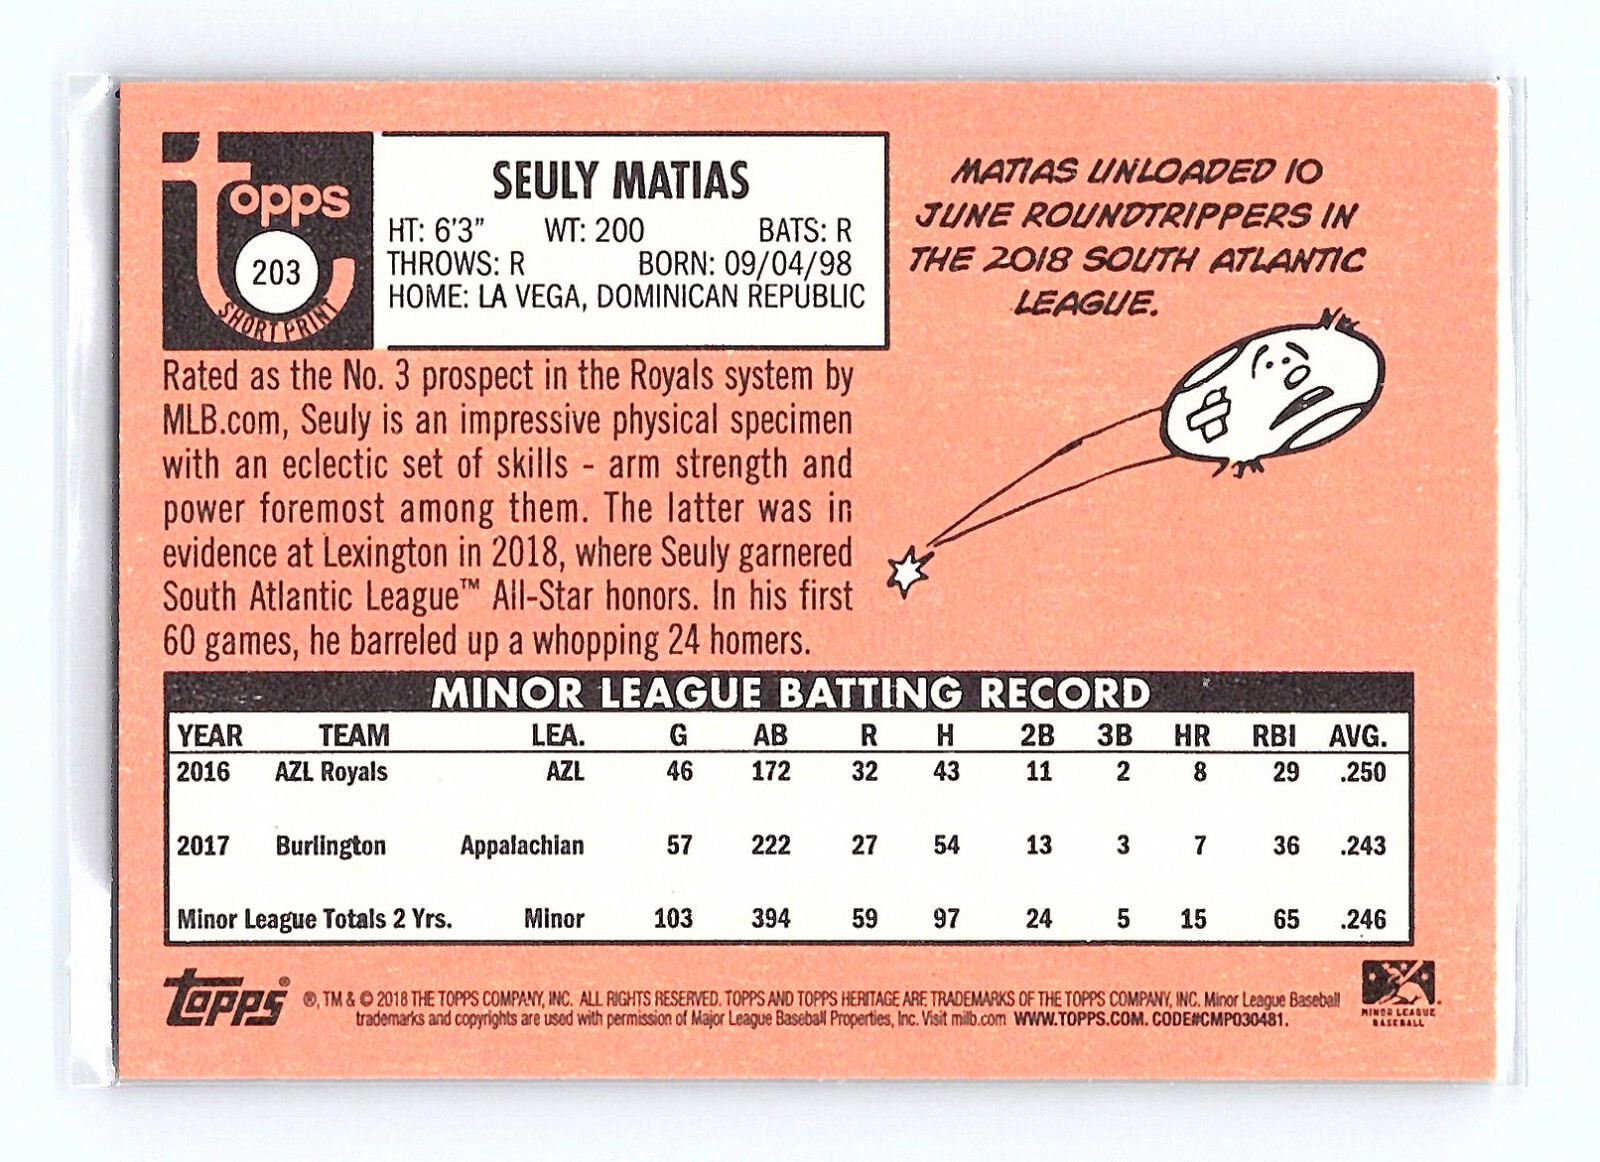 topps
203
SHORT PRINT
SEULY MATIAS
HT: 6'3" WT: 200 BATS: R
THROWS: R BORN: 09/04/98
HOME: LA VEGA, DOMINICAN REPUBLIC
MATIAS UNLOADED 10
JUNE ROUNDTRIPPERS IN
THE 2018 SOUTH ATLANTIC
LEAGUE.
Rated as the No. 3 prospect in the Royals system by
MLB.com, Seuly is an impressive physical specimen
with an eclectic set of skills - arm strength and
power foremost among them. The latter was in
evidence at Lexington in 2018, where Seuly garnered
South Atlantic League™ All-Star honors. In his first
60 games, he barreled up a whopping 24 homers.
MINOR LEAGUE BATTING RECORD
YEAR TEAM LEA. G AB R H 2B 3B HR RBI AVG.
2016 AZL Royals AZL 46 172 32 43 11 2 8 29 .250
2017 Burlington Appalachian 57 222 27 54 13 3 7 36 .243
Minor League Totals 2 Yrs. Minor 103 394 59 97 24 5 15 65 .246
topps® ®, TM & © 2018 THE TOPPS COMPANY, INC. ALL RIGHTS RESERVED. TOPPS AND TOPPS HERITAGE ARE TRADEMARKS OF THE TOPPS COMPANY, INC. Minor League Baseball
trademarks and copyrights are used with permission of Major League Baseball Properties, Inc. Visit milb.com WWW.TOPPS.COM. CODE#CMP030481.
MINOR LEAGUE
BASEBALL